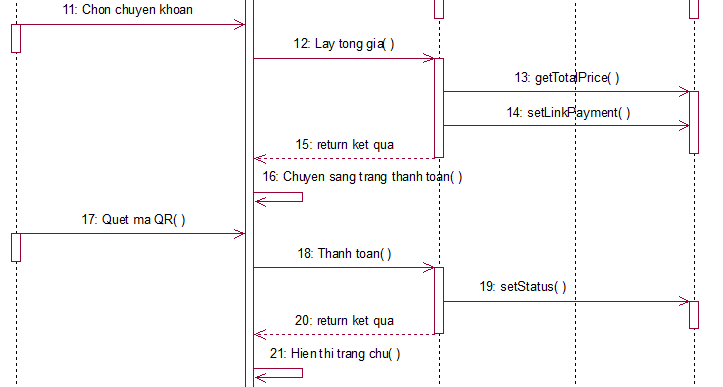 11: Chon chuyen khoan
12: Lay tong gia( )
13: getTotalPrice( )
14: setLinkPayment( )
15: return ket qua
16: Chuyen sang trang thanh toan( )
17: Quet ma QR( )
18: Thanh toan( )
19: setStatus( )
20: return ket qua
21: Hien thi trang chu( )